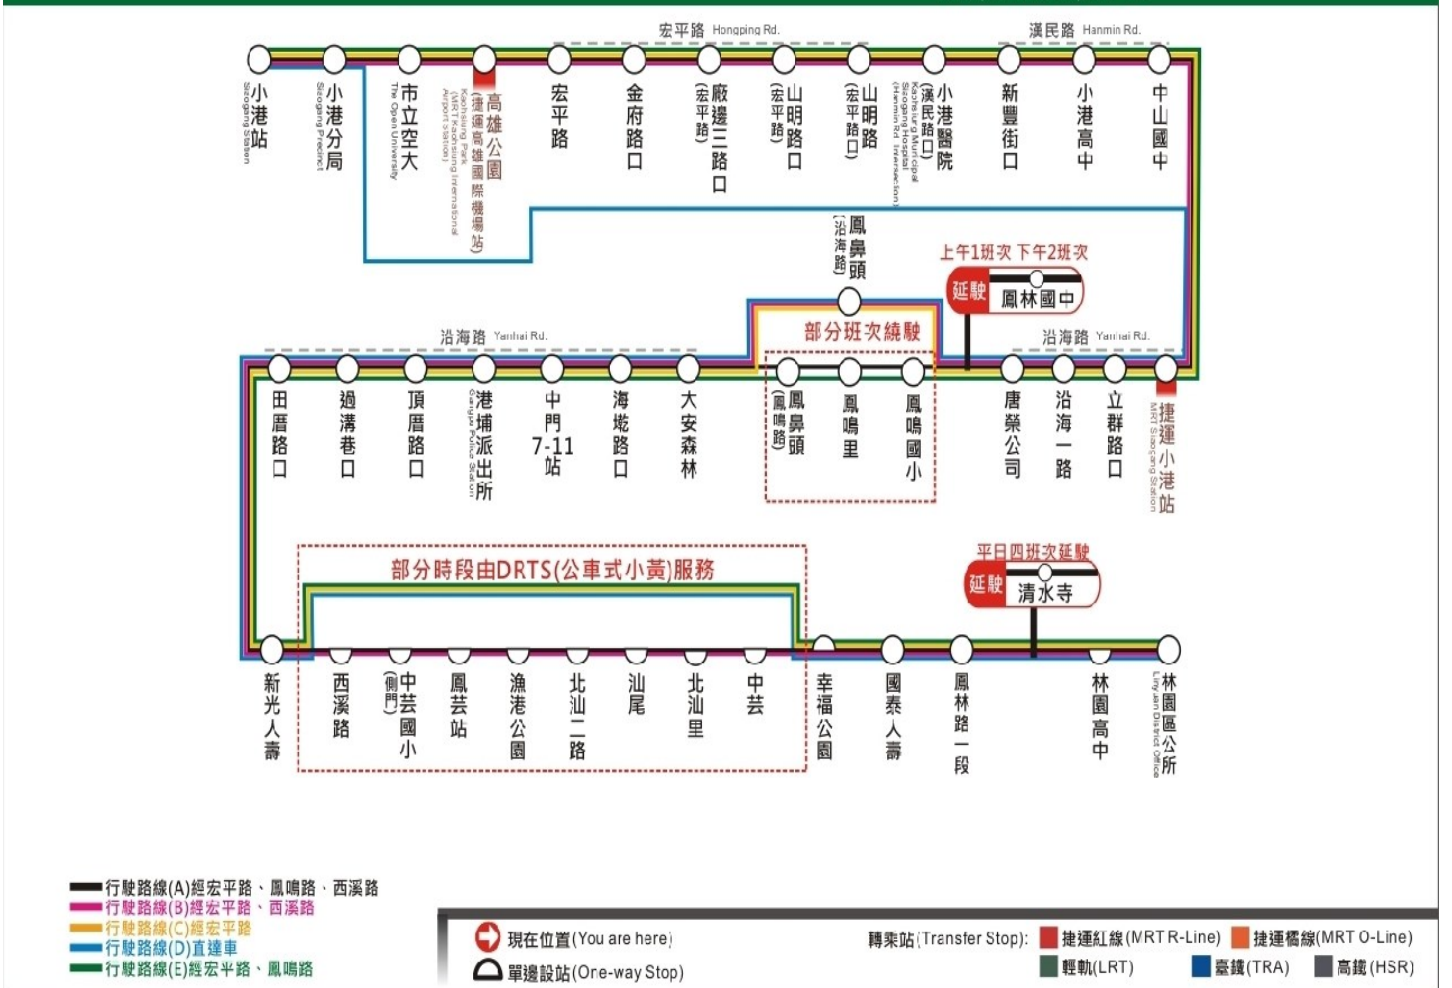 宏平路 Hongping Rd.
漢民路 Hanmin Rd.
小港站
Siaogang Station
小港分局
Siaogang Precinct
市立空大
The Open University
高雄公園
(捷運高雄國際機場站)
Kaohsiung Park
(MRT Kaohsiung International
Airport Station)
宏平路
金府路口
廠邊三路口
(宏平路)
山明路口
(宏平路)
山明路
(宏平路口)
小港醫院
(漢民路口)
Kaohsiung Municipal
Siaogang Hospital
(Hanmin Rd. Intersection)
新豐街口
小港高中
中山國中
鳳鼻頭
(沿海路)
上午1班次 下午2班次
延駛
鳳林國中
部分班次繞駛
沿海路 Yanhai Rd.
沿海路 Yanhai Rd.
田厝路口
過溝巷口
頂厝路口
港埔派出所
Gangpu Police Station
中門
7-11
站
海墘路口
大安森林
鳳鼻頭
(鳳鳴路)
鳳鳴里
鳳鳴國小
唐榮公司
沿海一路
立群路口
捷運小港站
MRT Siaogang Station
部分時段由DRTS(公車式小黃)服務
平日四班次延駛
延駛
清水寺
新光人壽
西溪路
中芸國小
(側門)
鳳芸站
漁港公園
北汕二路
汕尾
北汕里
中芸
幸福公園
國泰人壽
鳳林路一段
林園高中
林園區公所
Linyuan District Office
行駛路線(A)經宏平路、鳳鳴路、西溪路
行駛路線(B)經宏平路、西溪路
行駛路線(C)經宏平路
行駛路線(D)直達車
行駛路線(E)經宏平路、鳳鳴路
現在位置(You are here)
單邊設站(One-way Stop)
轉乘站(Transfer Stop): 捷運紅線(MRT R-Line) 捷運橘線(MRT O-Line)
輕軌(LRT) 臺鐵(TRA) 高鐵(HSR)